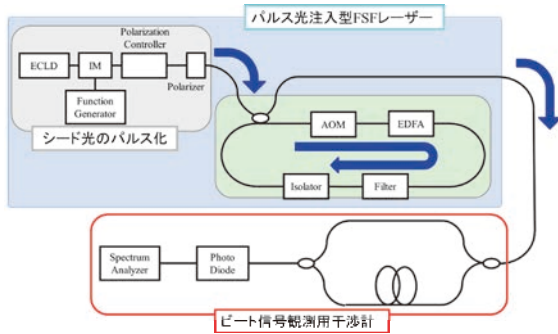 パルス光注入型FSFレーザー
Polarization
Controller
ECLD
IM
Polarizer
Function
Generator
シード光のパルス化
AOM
EDFA
Isolator
Filter
Spectrum
Analyzer
Photo
Diode
ビート信号観測用干渉計